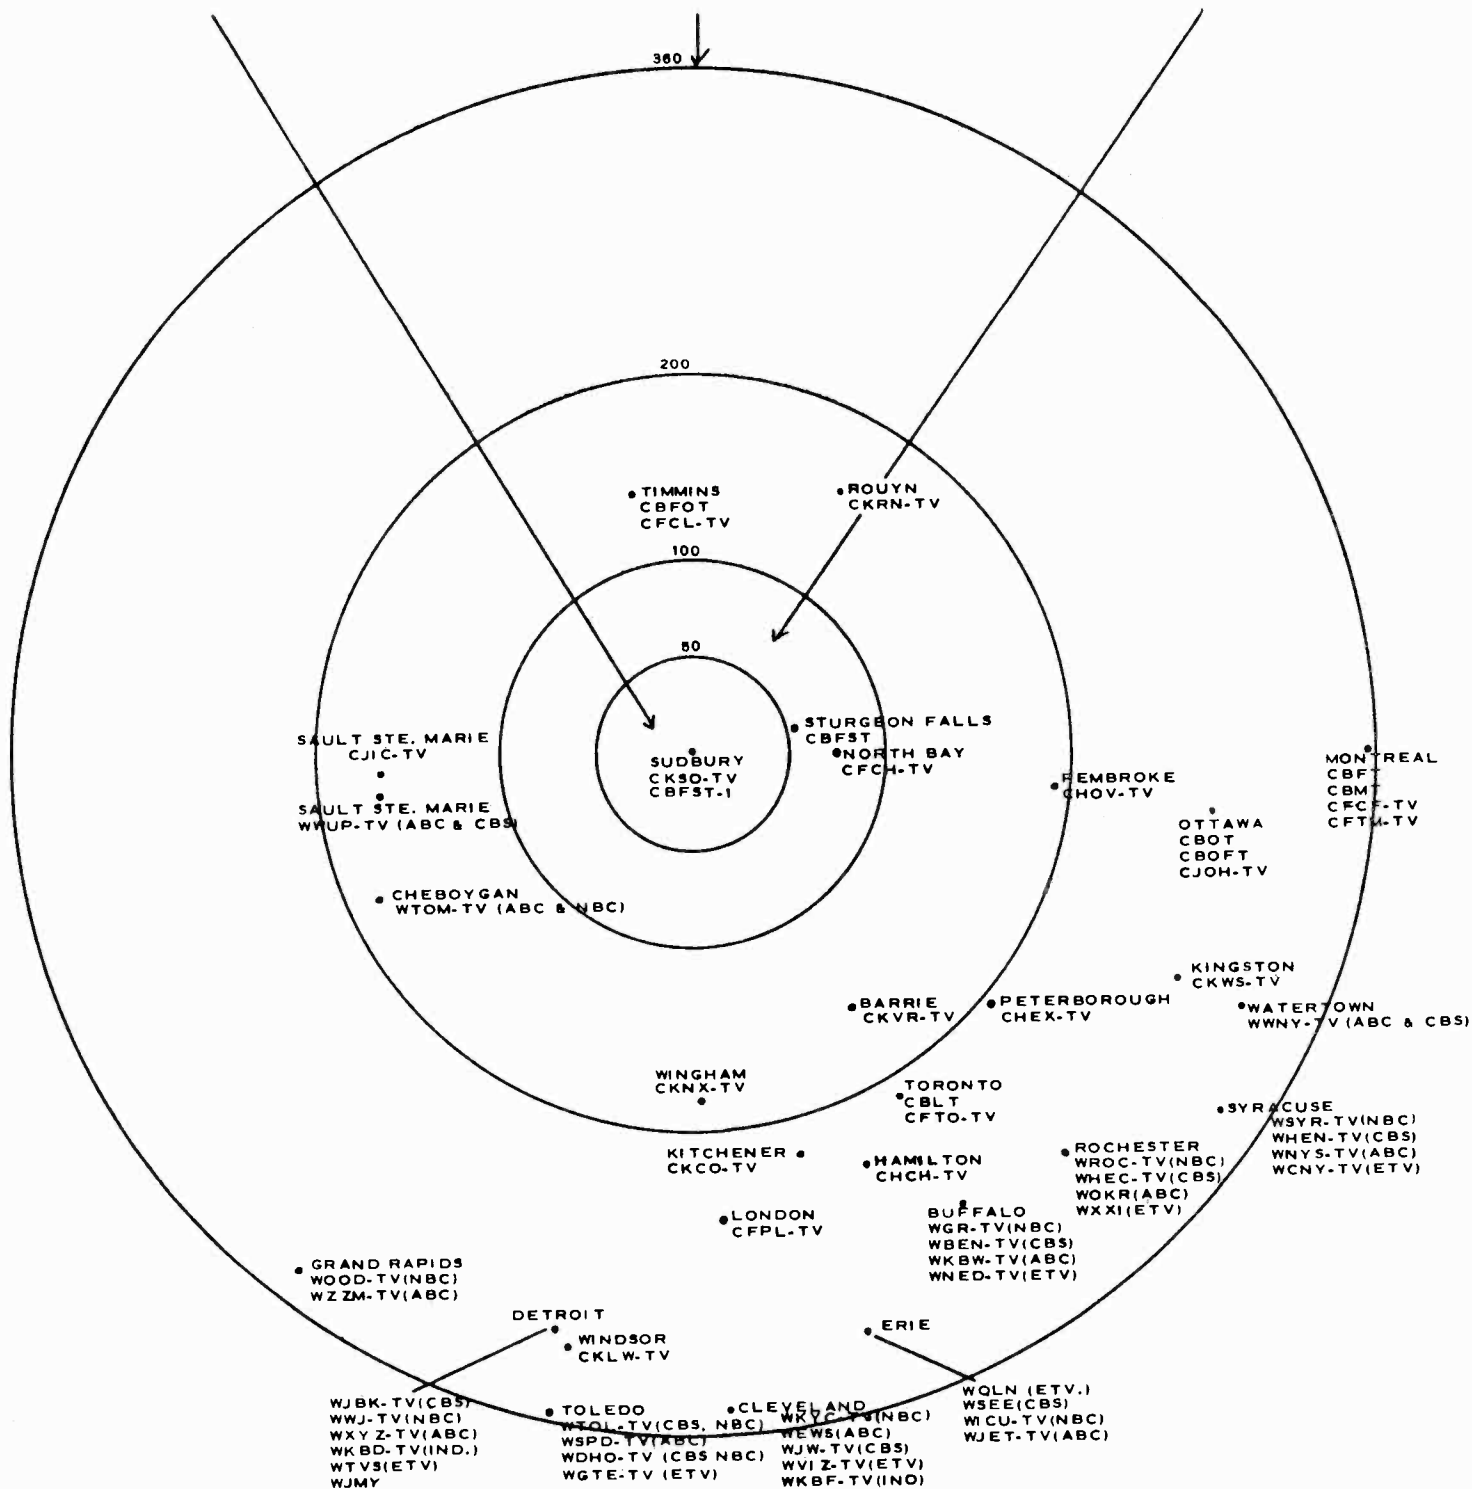 360
200
TIMMINS
CBFOT
CFCL-TV
ROUYN
CKRN-TV
100
50
STURGEON FALLS
CBFST
NORTH BAY
CFCH-TV
SUDBURY
CKSO-TV
CBFST-1
SAULT STE. MARIE
CJIC-TV
SAULT STE. MARIE
WWUP-TV (ABC & CBS)
PEMBROKE
CHOV-TV
MONTREAL
CBFT
CBMT
CFCF-TV
CFTM-TV
OTTAWA
CBOT
CBOFT
CJOH-TV
CHEBOYGAN
WTOM-TV (ABC & NBC)
KINGSTON
CKWS-TV
WATERTOWN
WWNY-TV (ABC & CBS)
BARRIE
CKVR-TV
PETERBOROUGH
CHEX-TV
WINGHAM
CKNX-TV
TORONTO
CBLT
CFTO-TV
SYRACUSE
WSYR-TV(NBC)
WHEN-TV(CBS)
WNYS-TV(ABC)
WCNY-TV(ETV)
KITCHENER
CKCO-TV
HAMILTON
CHCH-TV
ROCHESTER
WROC-TV(NBC)
WHEC-TV(CBS)
WOKR(ABC)
WXXI(ETV)
LONDON
CFPL-TV
BUFFALO
WGR-TV(NBC)
WBEN-TV(CBS)
WKBW-TV(ABC)
WNED-TV(ETV)
GRAND RAPIDS
WOOD-TV(NBC)
WZZM-TV(ABC)
DETROIT
WINDSOR
CKLW-TV
ERIE
WJBK-TV(CBS)
WWJ-TV(NBC)
WXYZ-TV(ABC)
WKBD-TV(IND.)
WTVS(ETV)
WJMY
TOLEDO
WTOL-TV(CBS, NBC)
WSPD-TV(ABC)
WDHO-TV (CBS NBC)
WGTE-TV (ETV)
CLEVELAND
WKYC-TV(NBC)
WEWS(ABC)
WJW-TV(CBS)
WVIZ-TV(ETV)
WKBF-TV(INO)
WQLN (ETV.)
WSEE(CBS)
WICU-TV(NBC)
WJET-TV(ABC)